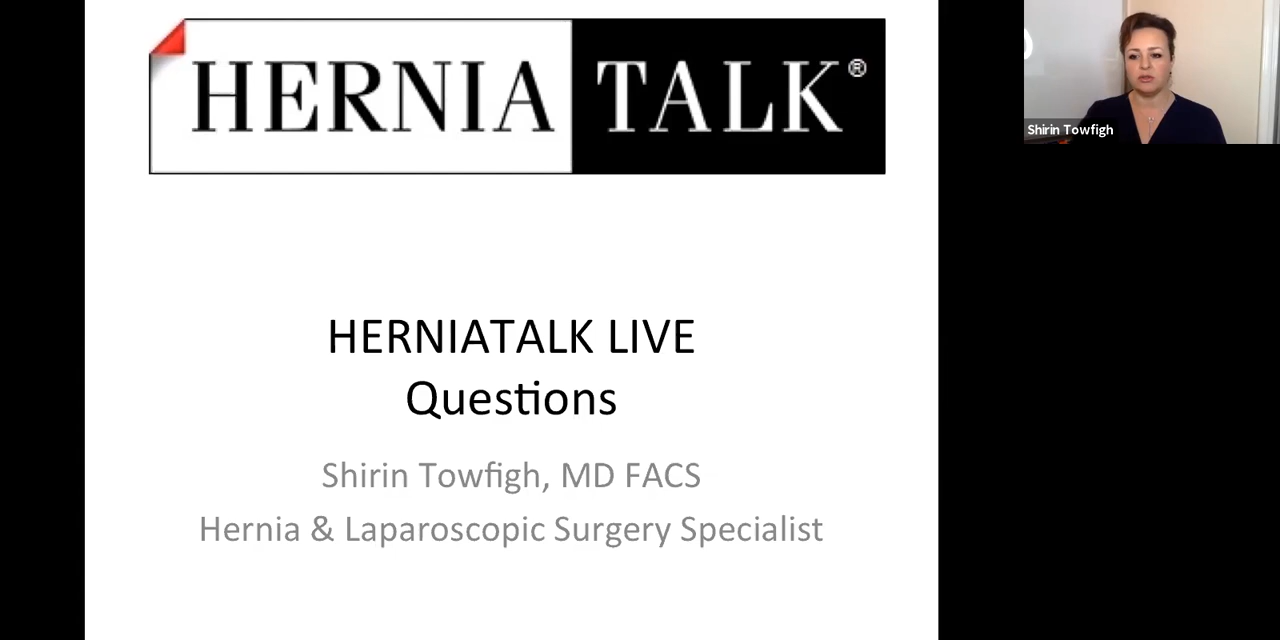 HERNIA TALK®
HERNIATALK LIVE
Questions
Shirin Towfigh, MD FACS
Hernia & Laparoscopic Surgery Specialist
Shirin Towfigh